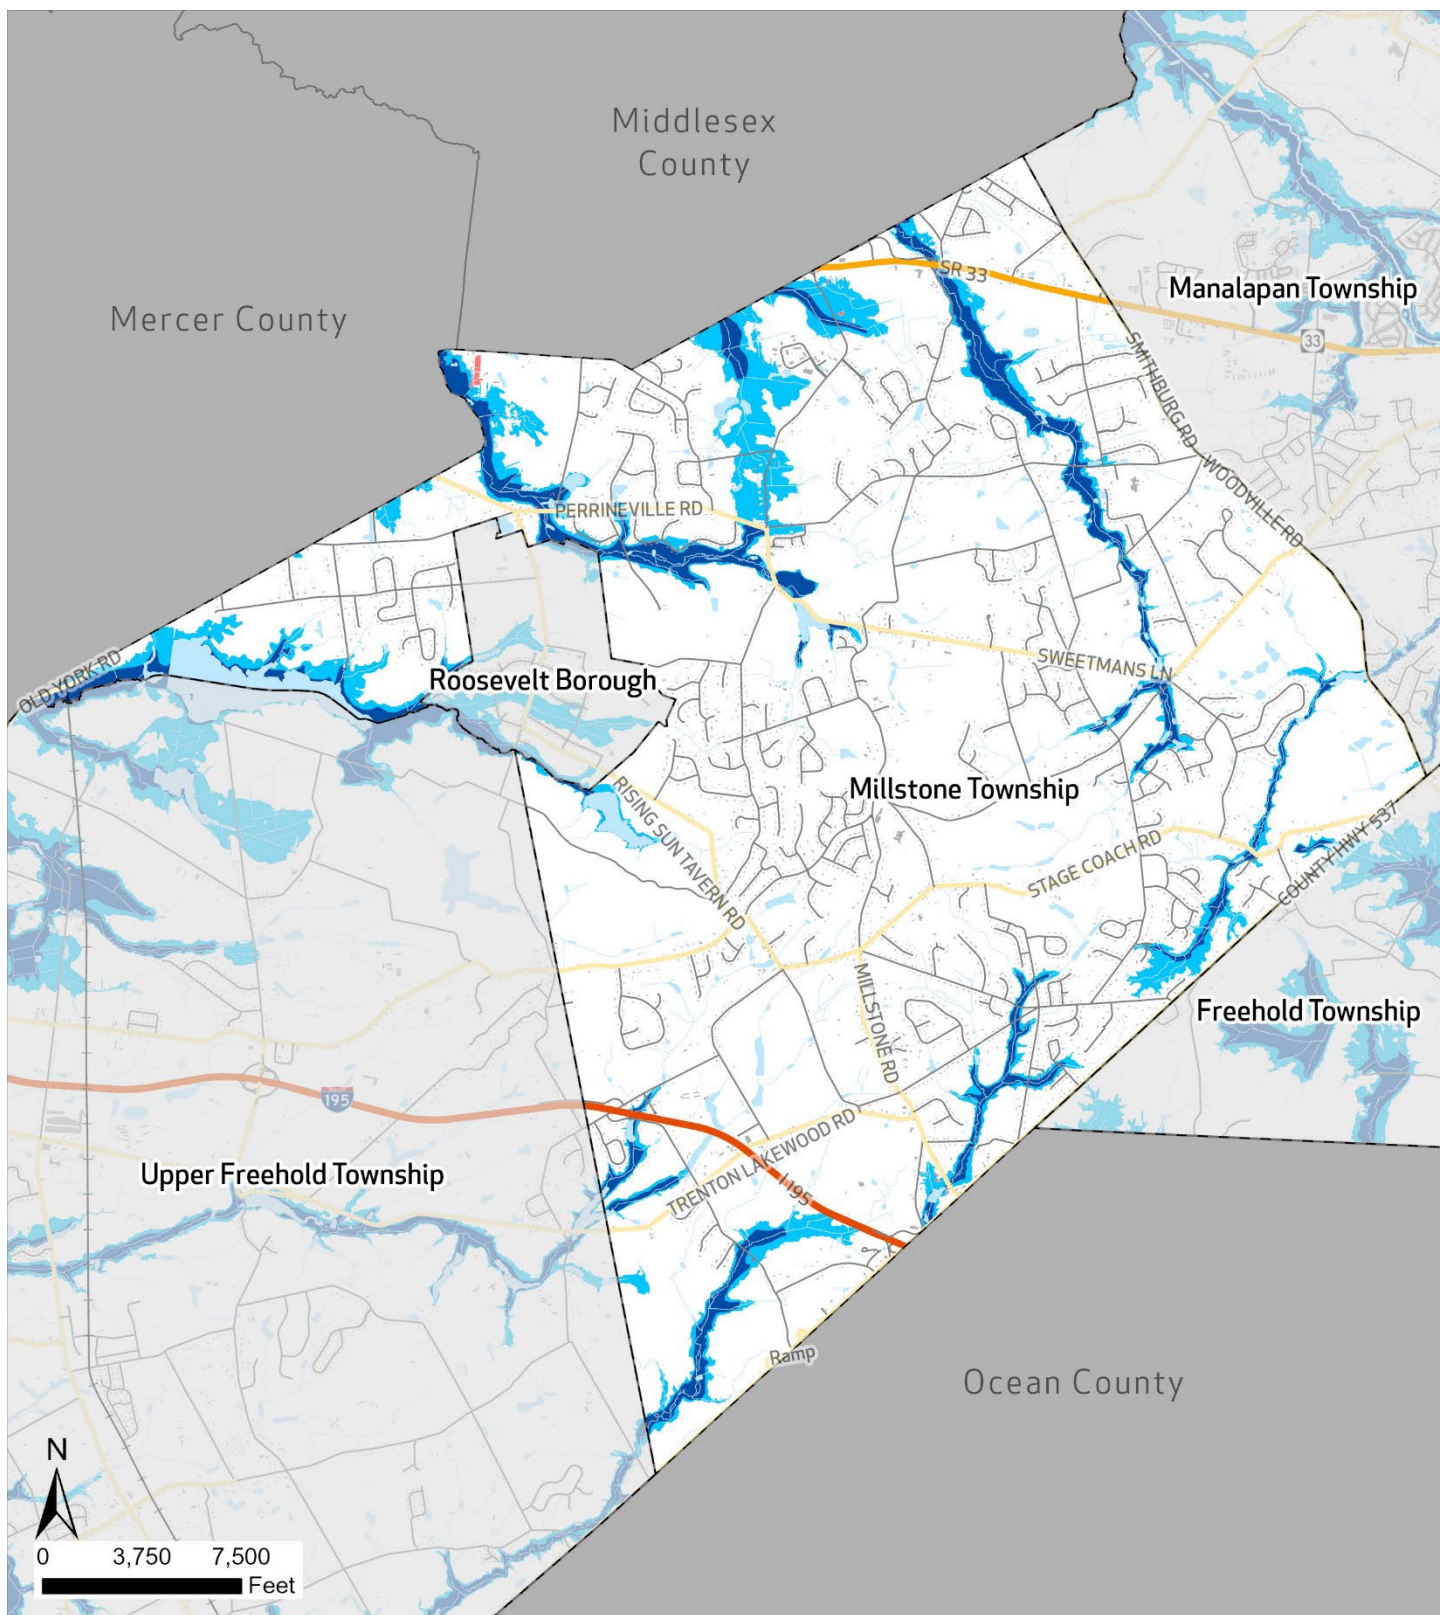 Middlesex
County
Mercer County
SR 33
Manalapan Township
33
SMITHBURG RD
WOODVILLE RD
PERRINEVILLE RD
OLD YORK RD
Roosevelt Borough
SWEETMANS LN
RISING SUN TAVERN RD
Millstone Township
STAGE COACH RD
COUNTY HWY 537
MILLSTONE RD
Freehold Township
195
TRENTON LAKEWOOD RD
Upper Freehold Township
I 195
Ramp
Ocean County
N
0 3,750 7,500
Feet